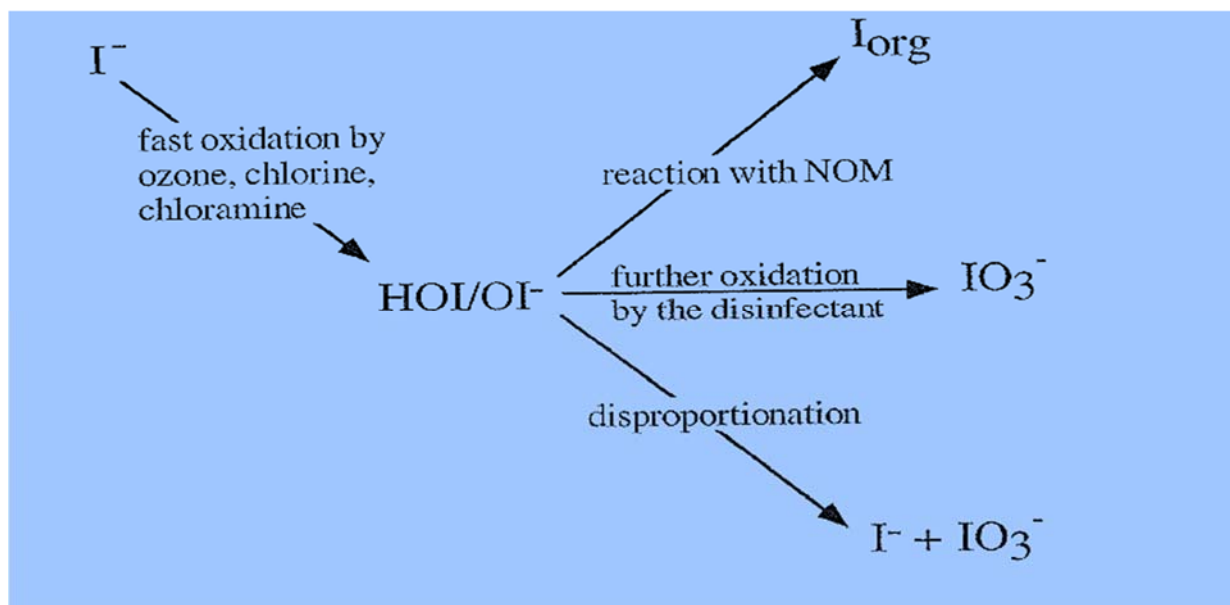 I⁻
fast oxidation by
ozone, chlorine,
chloramine
HOI/OI⁻
I_org
reaction with NOM
further oxidation
by the disinfectant
IO₃⁻
disproportionation
I⁻ + IO₃⁻